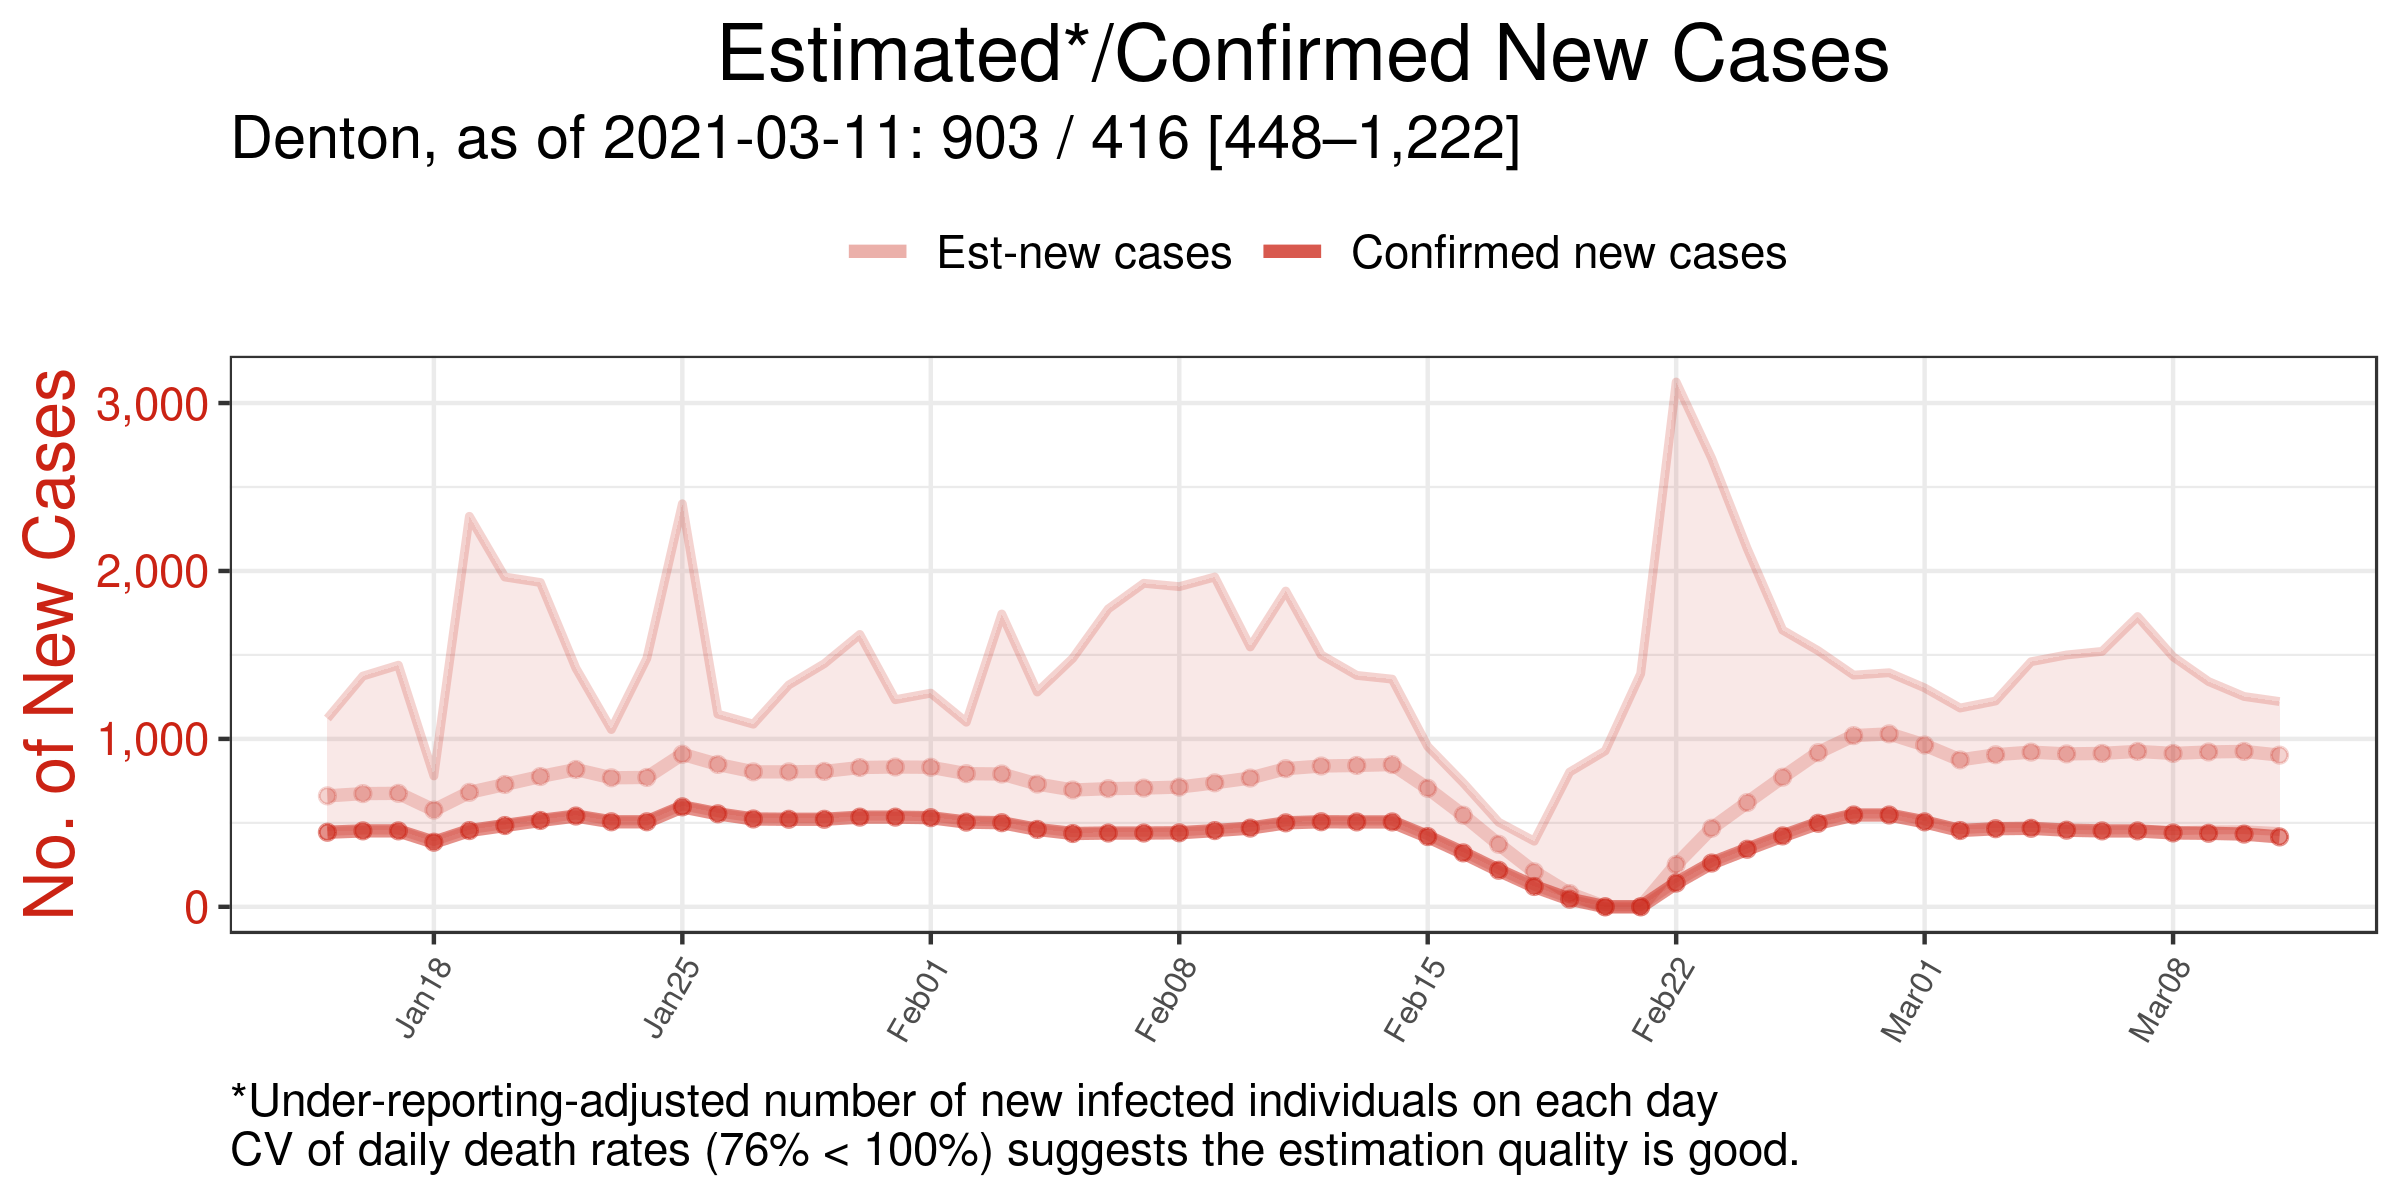 Estimated*/Confirmed New Cases
Denton, as of 2021-03-11: 903 / 416 [448–1,222]
Est-new cases
Confirmed new cases
No. of New Cases
3,000
2,000
1,000
0
Jan18
Jan25
Feb01
Feb08
Feb15
Feb22
Mar01
Mar08
*Under-reporting-adjusted number of new infected individuals on each day
CV of daily death rates (76% < 100%) suggests the estimation quality is good.